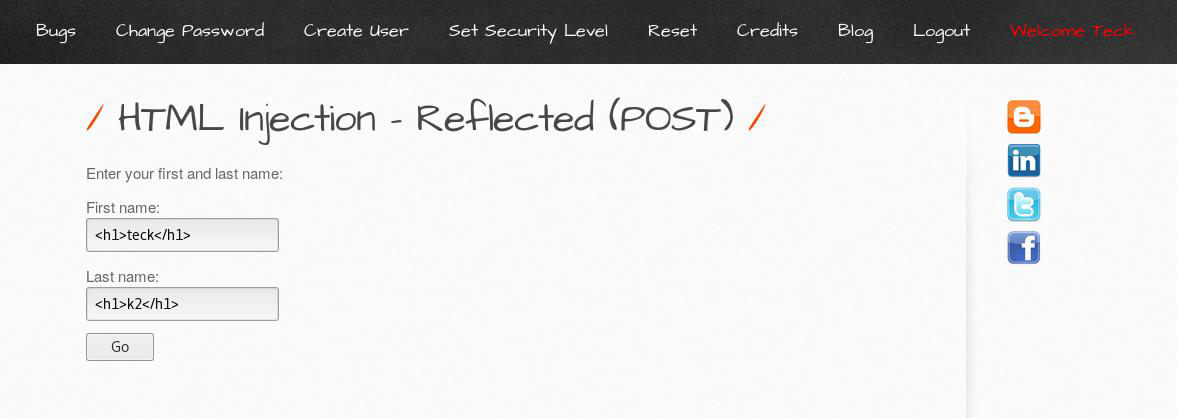 Bugs Change Password Create User Set Security Level Reset Credits Blog Logout Welcome Teck
/ HTML Injection - Reflected (POST) /
Enter your first and last name:
First name:
<h1>teck</h1>
Last name:
<h1>k2</h1>
Go
in
t
f